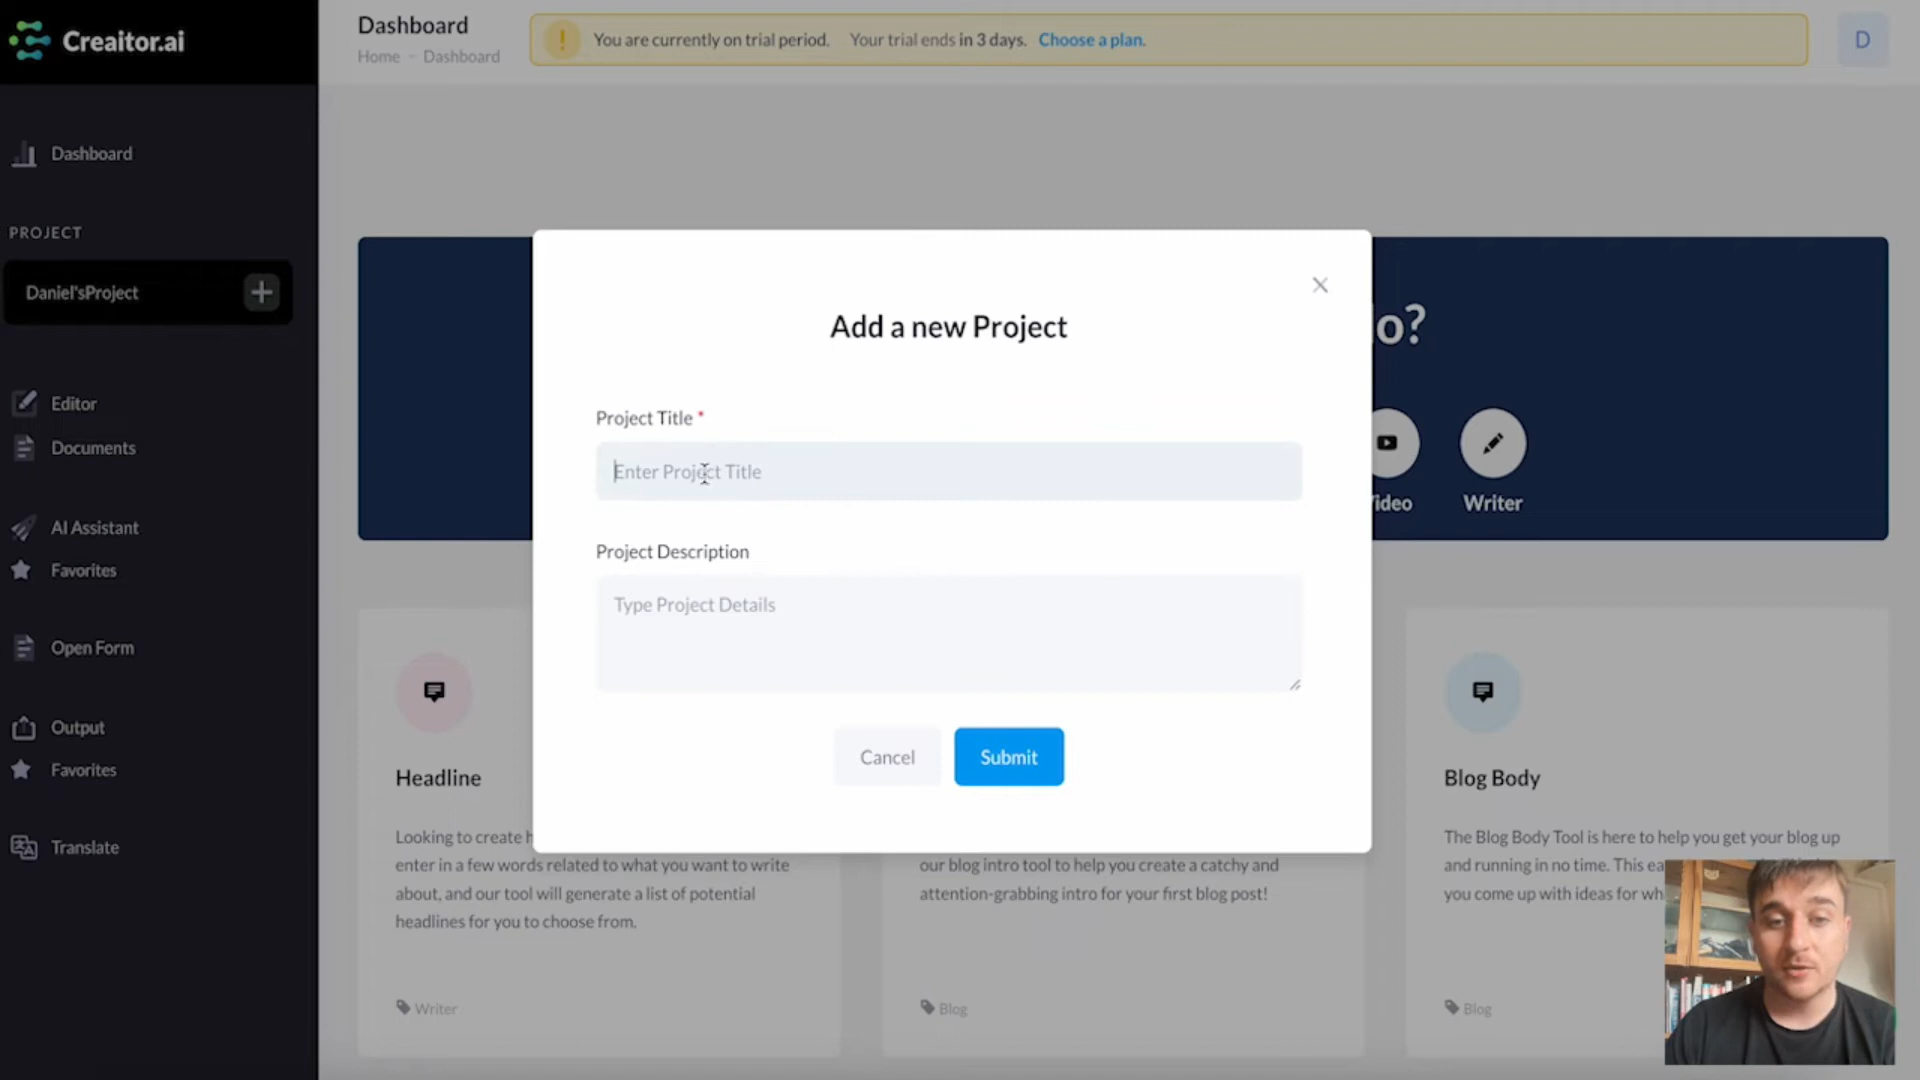 Creaitor.ai
Dashboard
Home - Dashboard
! You are currently on trial period. Your trial ends in 3 days. Choose a plan.
D
Dashboard
PROJECT
Daniel'sProject
Editor
Documents
AI Assistant
Favorites
Open Form
Output
Favorites
Translate
Add a new Project
Project Title *
Enter Project Title
Project Description
Type Project Details
Cancel
Submit
o?
ideo
Writer
Headline
Looking to create h
enter in a few words related to what you want to write
about, and our tool will generate a list of potential
headlines for you to choose from.
Writer
our blog intro tool to help you create a catchy and
attention-grabbing intro for your first blog post!
Blog
Blog Body
The Blog Body Tool is here to help you get your blog up
and running in no time. This ea
you come up with ideas for wh
Blog